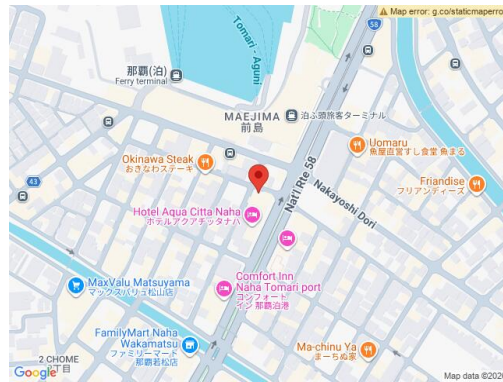 Map error: g.co/staticmaperro
58
Tomari - Aguni
那覇(泊)
Ferry terminal
MAEJIMA
前島
泊ふ頭旅客ターミナル
Uomaru
魚屋直営すし食堂 魚まる
Okinawa Steak
おきなわステーキ
Friandise
フリアンディーズ
43
Nakayoshi Dori
Nat'l Rte 58
Hotel Aqua Citta Naha
ホテルアクアチッタナハ
Comfort Inn
Naha Tomari port
コンフォート
イン 那覇泊港
MaxValu Matsuyama
マックスバリュ松山店
FamilyMart Naha
Wakamatsu
ファミリーマート
那覇若松店
Ma-chinu Ya
まーちぬ家
2 CHOME
丁目
Google
Map data ©202